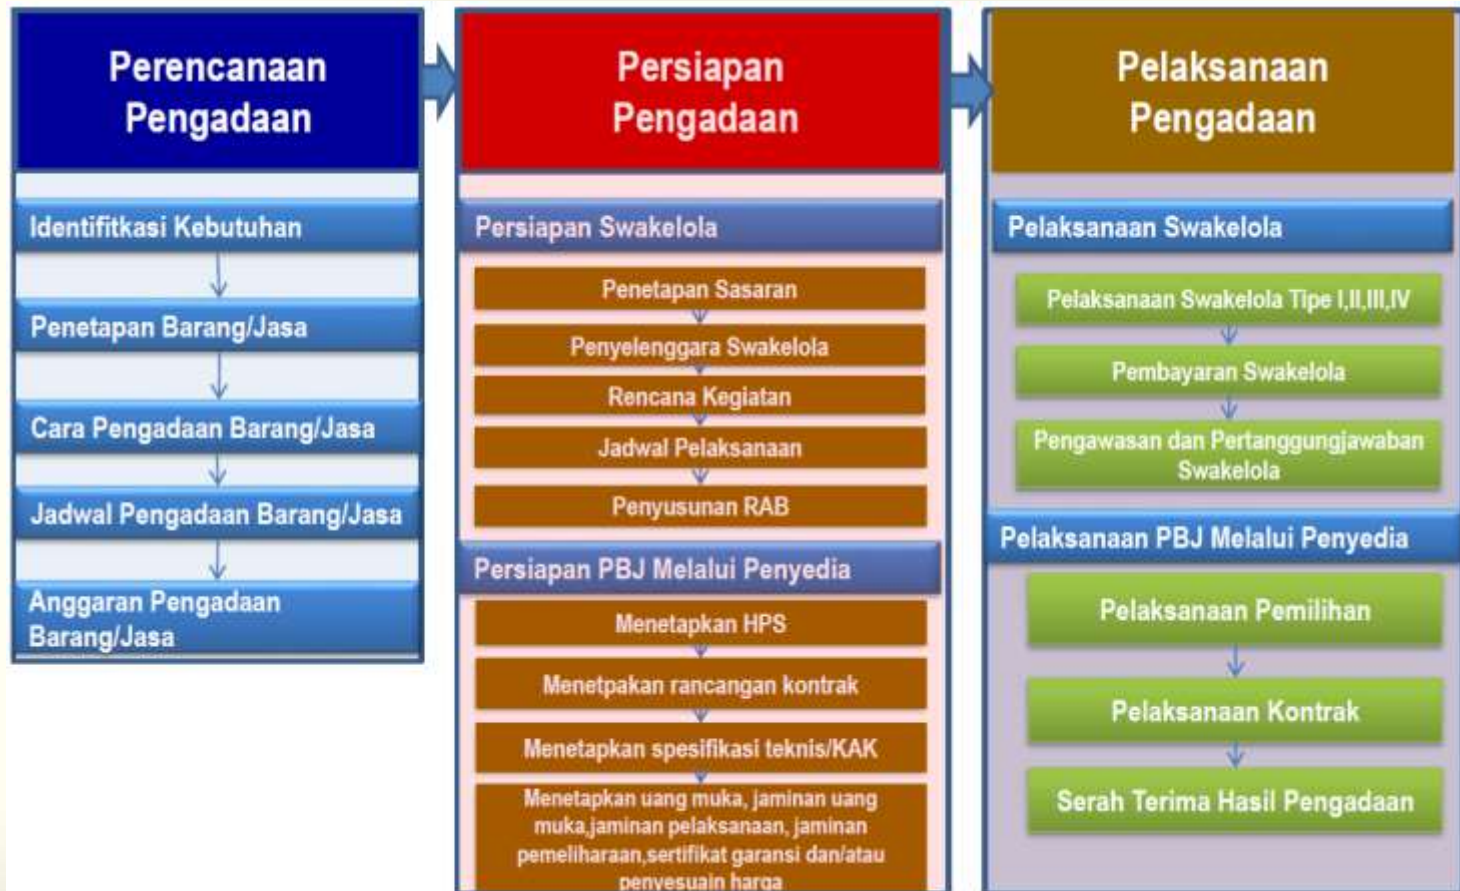 Perencanaan
Pengadaan
Identifitkasi Kebutuhan
Penetapan Barang/Jasa
Cara Pengadaan Barang/Jasa
Jadwal Pengadaan Barang/Jasa
Anggaran Pengadaan
Barang/Jasa
Persiapan
Pengadaan
Persiapan Swakelola
Penetapan Sasaran
Penyelenggara Swakelola
Rencana Kegiatan
Jadwal Pelaksanaan
Penyusunan RAB
Persiapan PBJ Melalui Penyedia
Menetapkan HPS
Menetpakan rancangan kontrak
Menetapkan spesifikasi teknis/KAK
Menetapkan uang muka, jaminan uang
muka,jaminan pelaksanaan, jaminan
pemeliharaan,sertifikat garansi dan/atau
penyesuain harga
Pelaksanaan
Pengadaan
Pelaksanaan Swakelola
Pelaksanaan Swakelola Tipe I,II,III,IV
Pembayaran Swakelola
Pengawasan dan Pertanggungjawaban
Swakelola
Pelaksanaan PBJ Melalui Penyedia
Pelaksanaan Pemilihan
Pelaksanaan Kontrak
Serah Terima Hasil Pengadaan